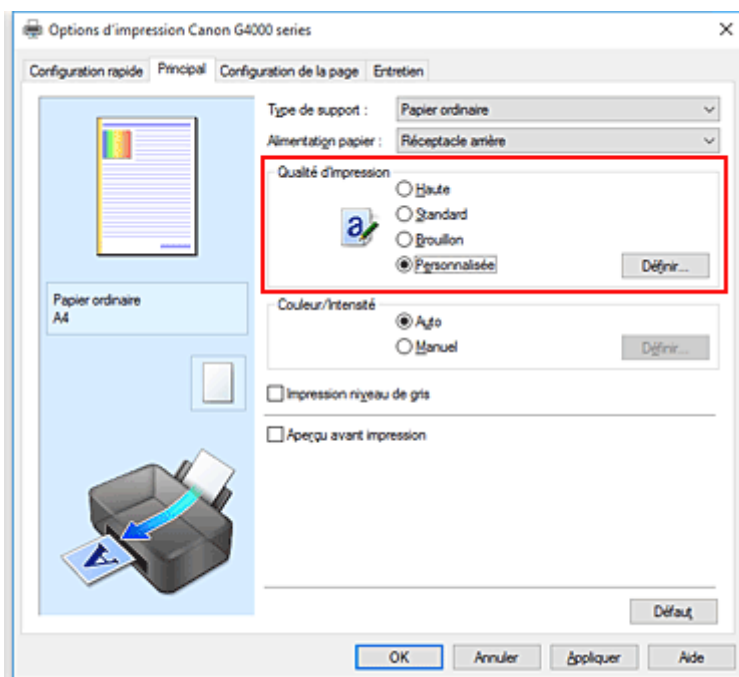 Options d'impression Canon G4000 series
Configuration rapide Principal Configuration de la page Entretien
Type de support : Papier ordinaire
Alimentation papier : Réceptacle arrière
Qualité d'impression
Haute
Standard
Brouillon
Personnalisée Définir...
Papier ordinaire
A4
Couleur/Intensité
Auto
Manuel Définir...
Impression niveau de gris
Aperçu avant impression
Défaut
OK Annuler Appliquer Aide